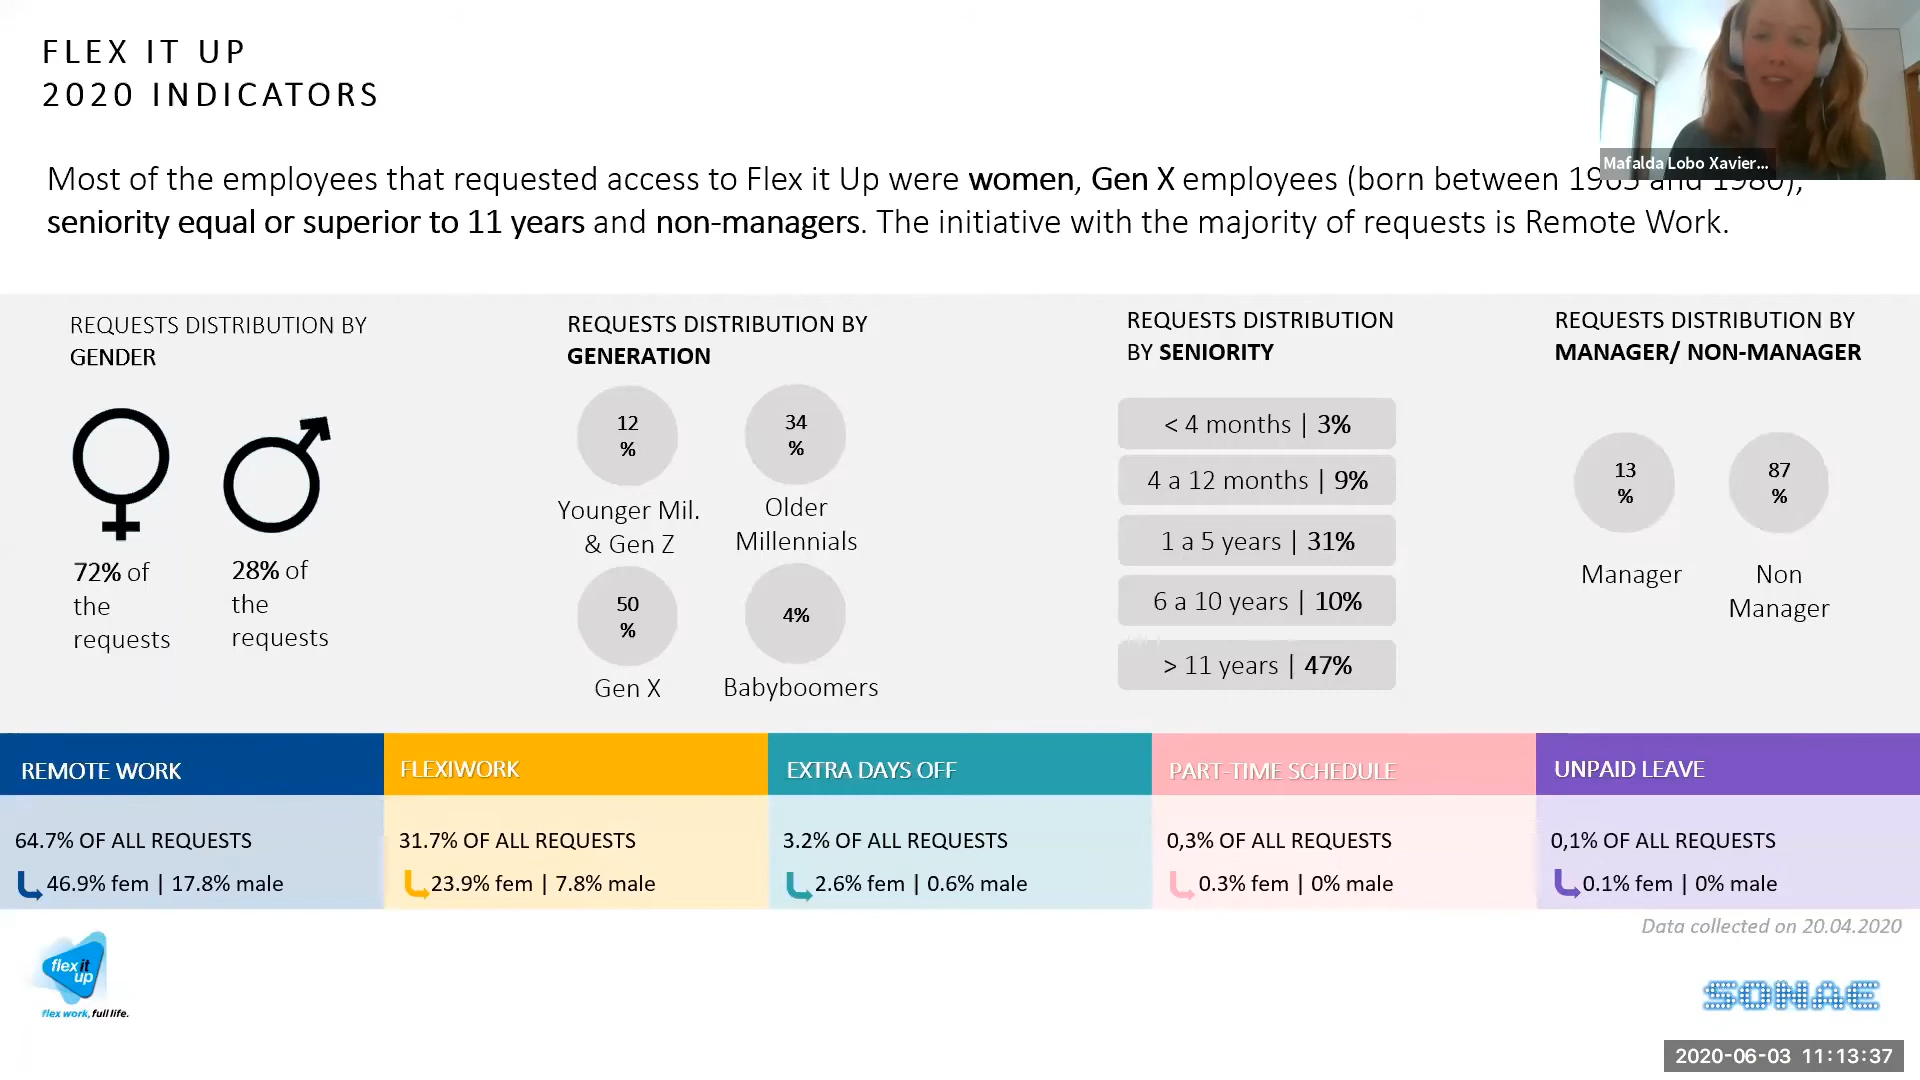 FLEX IT UP
2020 INDICATORS
Mafalda Lobo Xavier...
Most of the employees that requested access to Flex it Up were women, Gen X employees (born between 1965 and 1980),
seniority equal or superior to 11 years and non-managers. The initiative with the majority of requests is Remote Work.
REQUESTS DISTRIBUTION BY
GENDER
72% of
the
requests
28% of
the
requests
REQUESTS DISTRIBUTION BY
GENERATION
12
%
Younger Mil.
& Gen Z
34
%
Older
Millennials
50
%
Gen X
4%
Babyboomers
REQUESTS DISTRIBUTION
BY SENIORITY
< 4 months | 3%
4 a 12 months | 9%
1 a 5 years | 31%
6 a 10 years | 10%
> 11 years | 47%
REQUESTS DISTRIBUTION BY
MANAGER/ NON-MANAGER
13
%
Manager
87
%
Non
Manager
REMOTE WORK
64.7% OF ALL REQUESTS
46.9% fem | 17.8% male
FLEXIWORK
31.7% OF ALL REQUESTS
23.9% fem | 7.8% male
EXTRA DAYS OFF
3.2% OF ALL REQUESTS
2.6% fem | 0.6% male
PART-TIME SCHEDULE
0,3% OF ALL REQUESTS
0.3% fem | 0% male
UNPAID LEAVE
0,1% OF ALL REQUESTS
0.1% fem | 0% male
Data collected on 20.04.2020
flex it
up
flex work, full life.
SONAE
2020-06-03 11:13:37